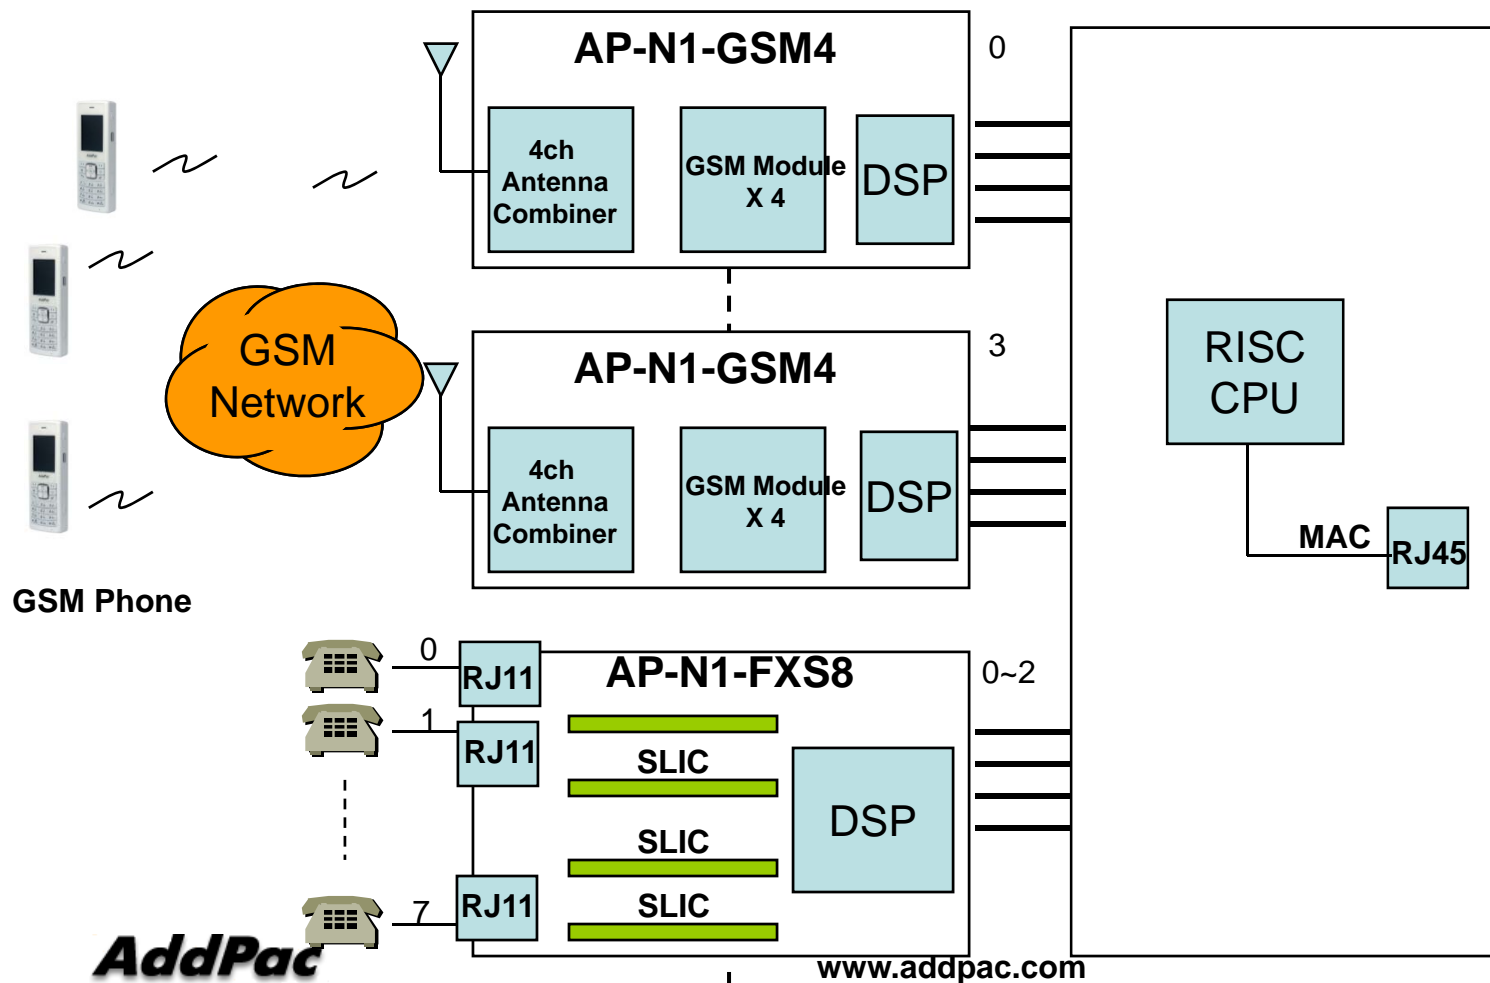 AP-N1-GSM4
0
4ch
Antenna
Combiner
GSM Module
X 4
DSP
GSM
Network
AP-N1-GSM4
3
4ch
Antenna
Combiner
GSM Module
X 4
DSP
RISC
CPU
MAC
RJ45
GSM Phone
0
RJ11
AP-N1-FXS8
0~2
1
RJ11
SLIC
DSP
SLIC
7
RJ11
SLIC
AddPac
www.addpac.com